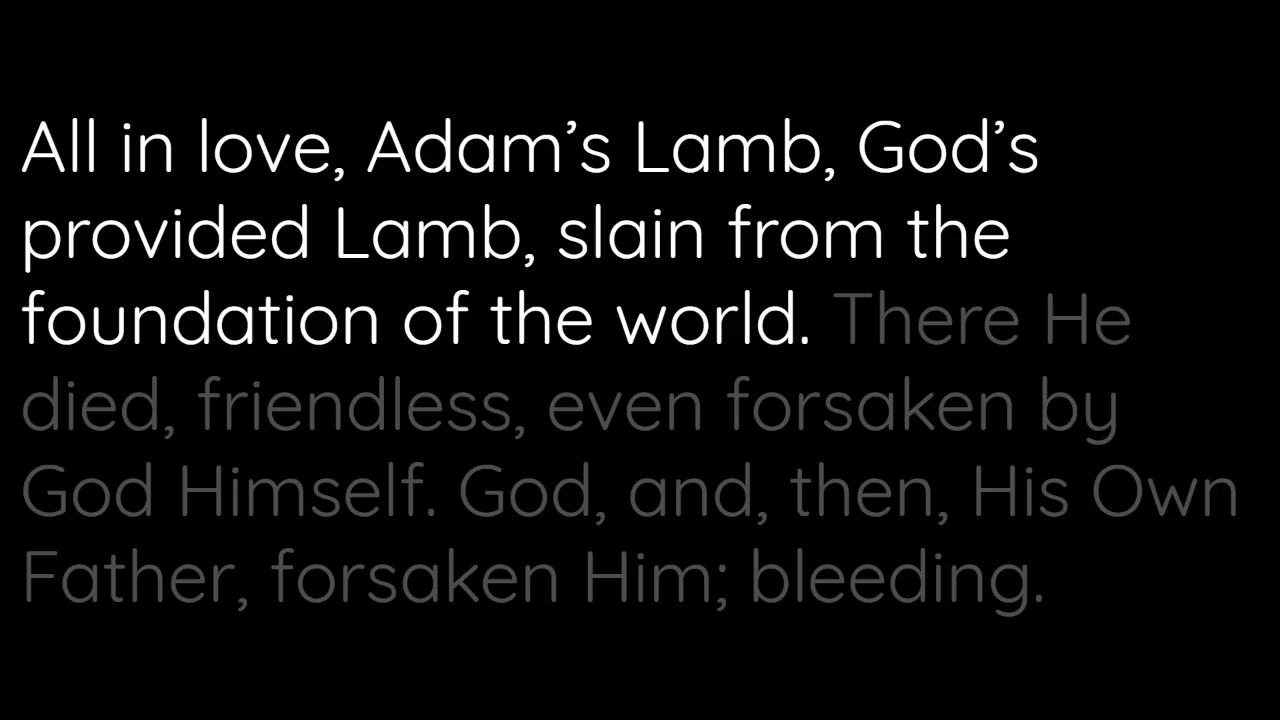 All in love, Adam’s Lamb, God’s
provided Lamb, slain from the
foundation of the world. There He
died, friendless, even forsaken by
God Himself. God, and, then, His Own
Father, forsaken Him; bleeding.